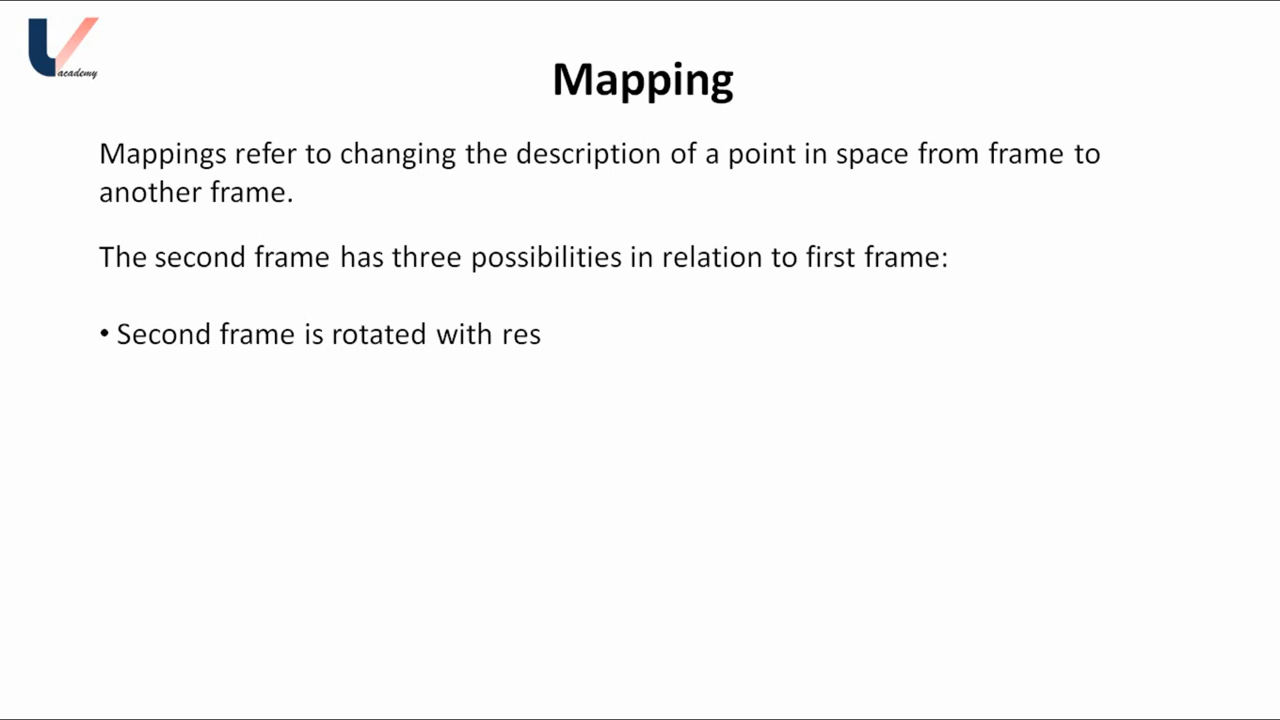 academy
Mapping
Mappings refer to changing the description of a point in space from frame to
another frame.
The second frame has three possibilities in relation to first frame:
• Second frame is rotated with res